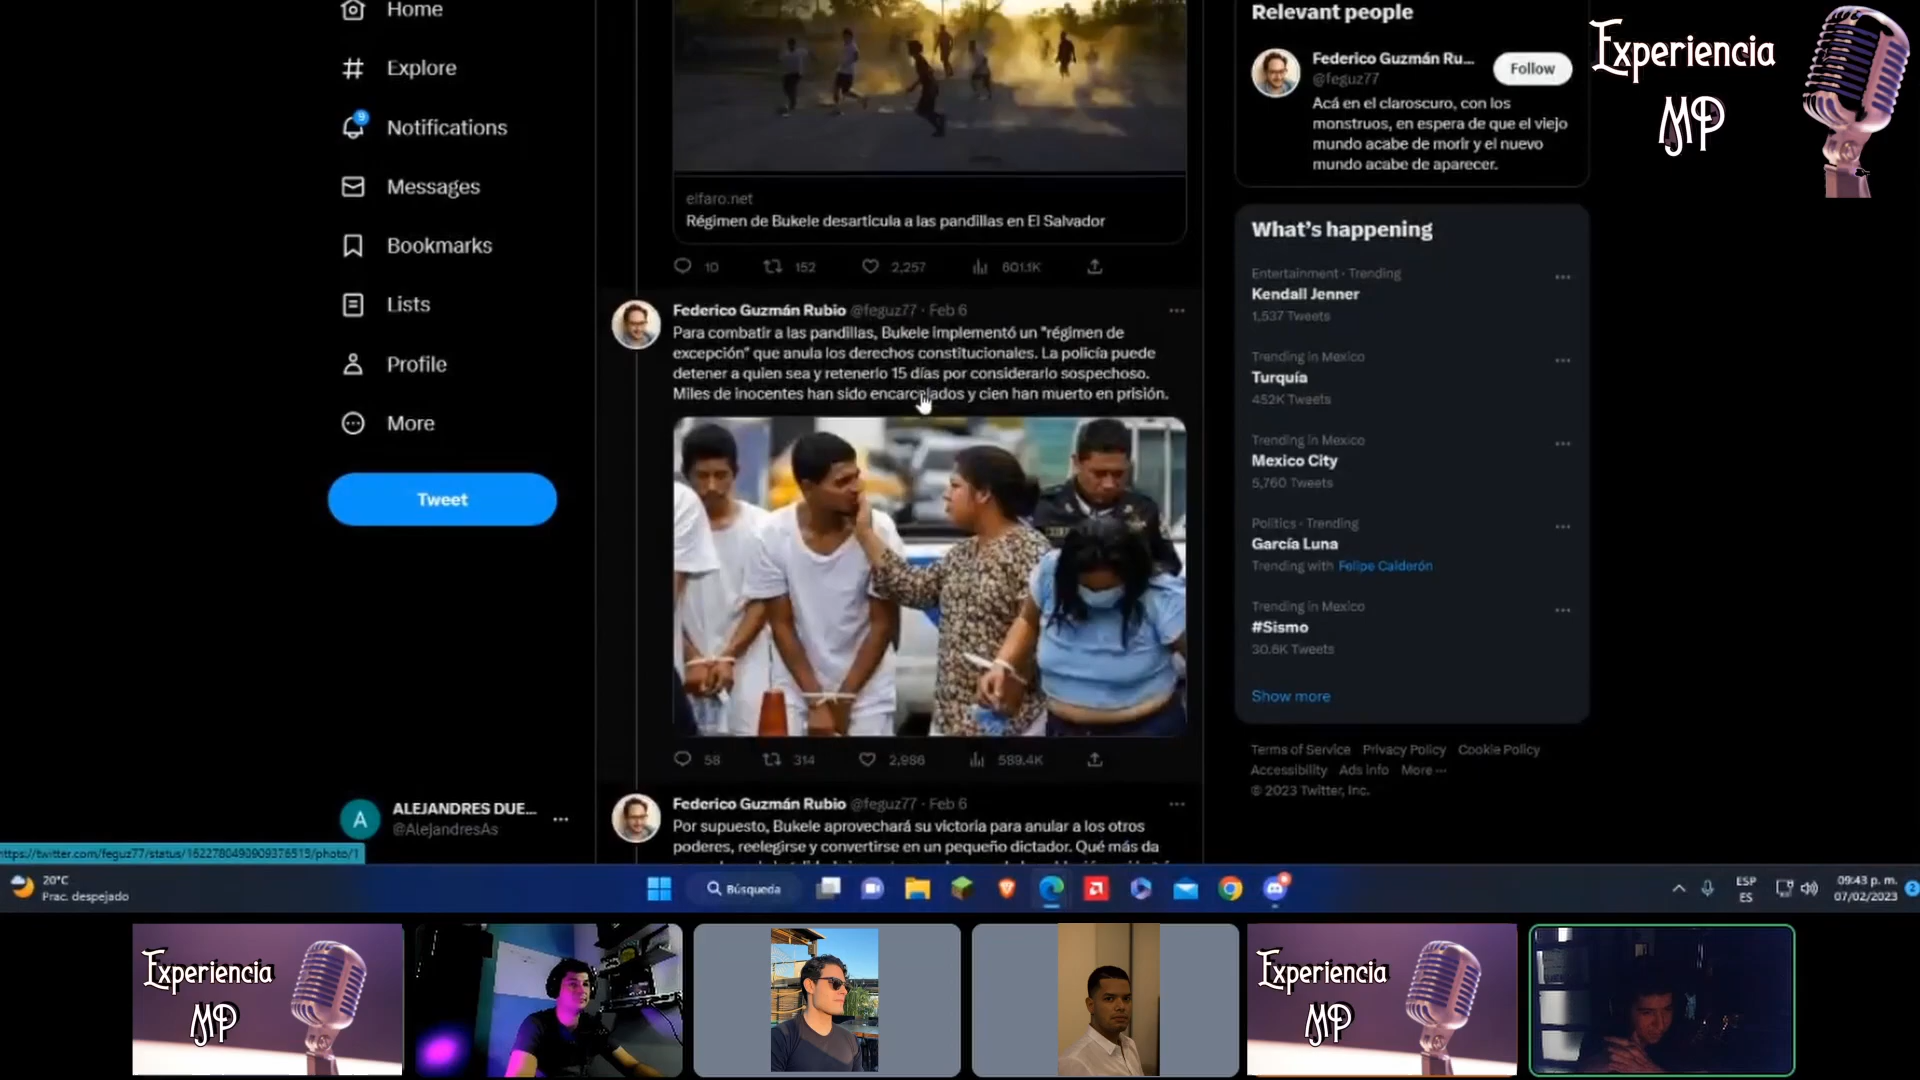 Home
Explore
9
Notifications
Messages
Bookmarks
Lists
Profile
More
Tweet
ALEJANDRES DUE...
@AlejandresAs
A
https://twitter.com/feguz77/status/1622780490909376515/photo/1
elfaro.net
Régimen de Bukele desarticula a las pandillas en El Salvador
10 152 2,257 601.1K
Federico Guzmán Rubio @feguz77 · Feb 6
Para combatir a las pandillas, Bukele implementó un "régimen de
excepción" que anula los derechos constitucionales. La policía puede
detener a quien sea y retenerlo 15 días por considerarlo sospechoso.
Miles de inocentes han sido encarcelados y cien han muerto en prisión.
58 314 2,986 589.4K
Federico Guzmán Rubio @feguz77 · Feb 6
Por supuesto, Bukele aprovechará su victoria para anular a los otros
poderes, reelegirse y convertirse en un pequeño dictador. Qué más da
Relevant people
Federico Guzmán Ru...
@feguz77
Follow
Acá en el claroscuro, con los
monstruos, en espera de que el viejo
mundo acabe de morir y el nuevo
mundo acabe de aparecer.
What's happening
Entertainment · Trending
Kendall Jenner
1,537 Tweets
Trending in Mexico
Turquía
452K Tweets
Trending in Mexico
Mexico City
5,760 Tweets
Politics · Trending
García Luna
Trending with Felipe Calderón
Trending in Mexico
#Sismo
30.6K Tweets
Show more
Terms of Service Privacy Policy Cookie Policy
Accessibility Ads info More ...
© 2023 Twitter, Inc.
Experiencia
MP
20°C
Prac. despejado
Búsqueda
ESP
ES
09:43 p. m.
07/02/2023
2
Experiencia
MP
Experiencia
MP